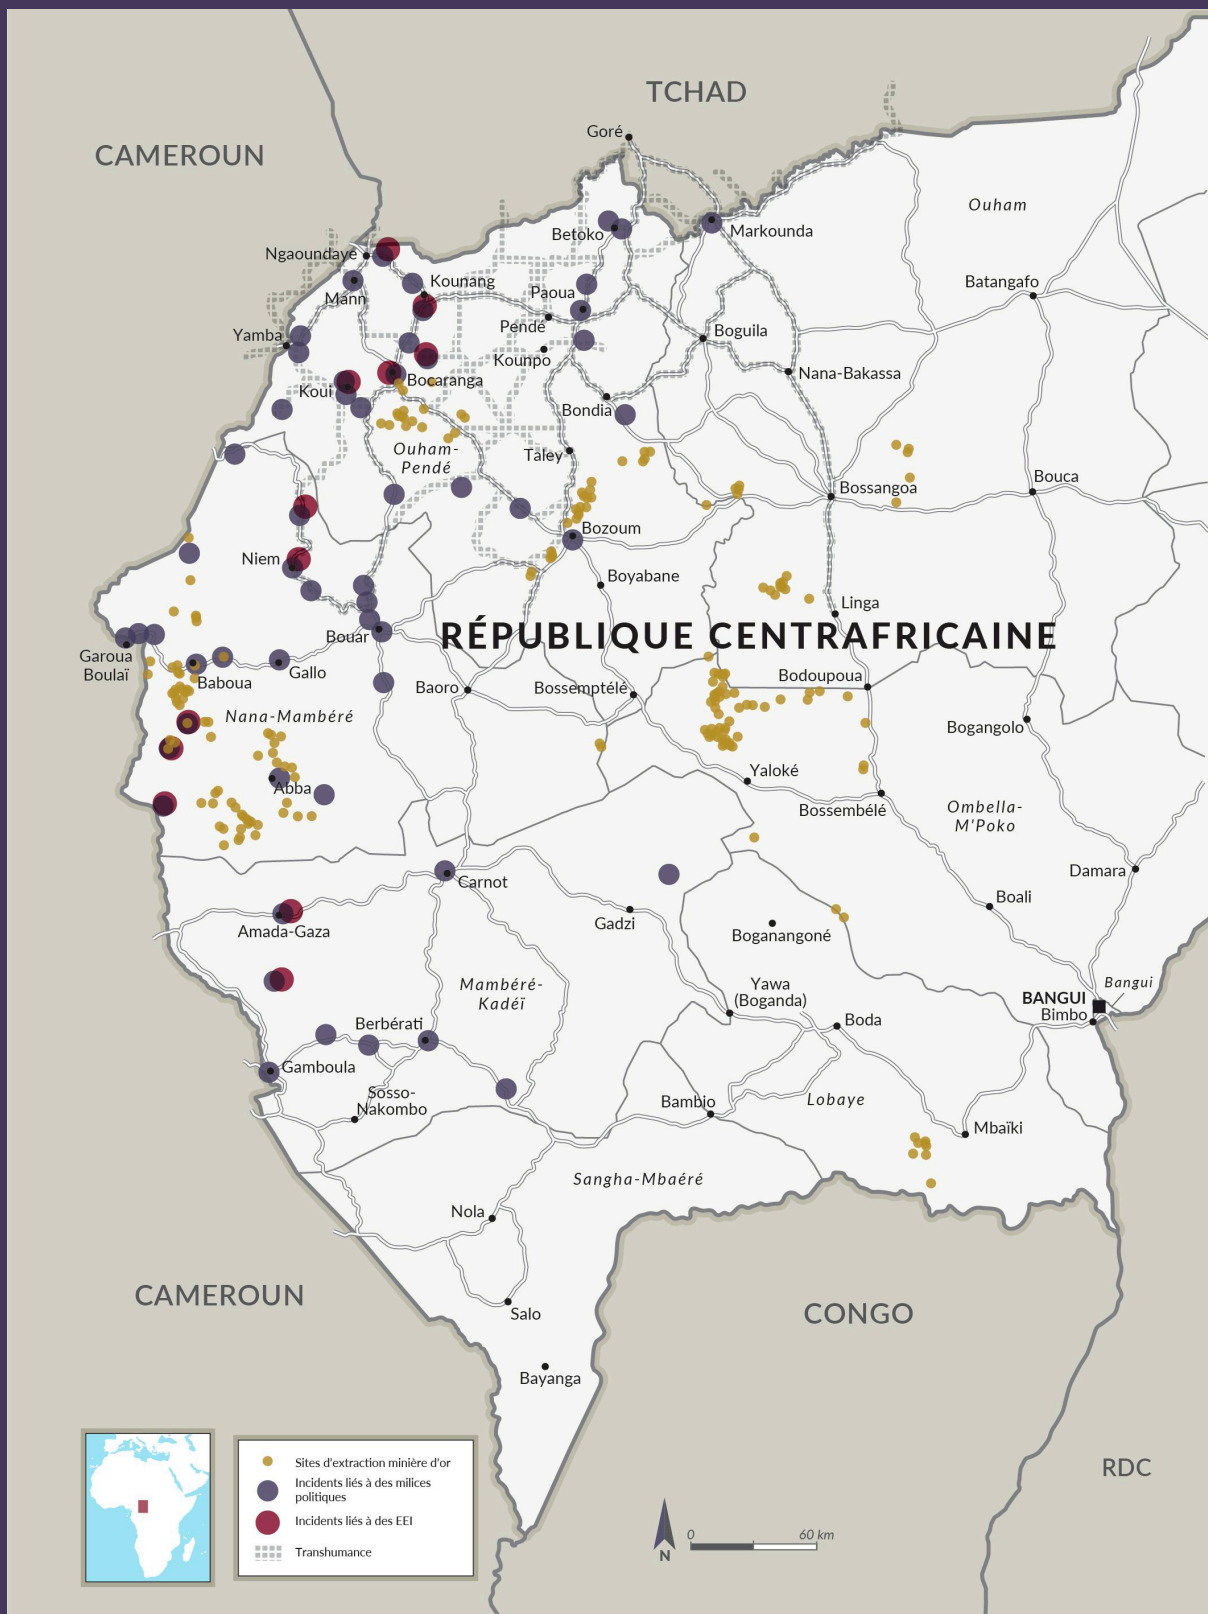 TCHAD
Goré
CAMEROUN
Ouham
Betoko
Markounda
Ngaoundaye
Kounang
Batangafo
Mann
Paoua
Pendé
Yamba
Boguila
Kounpo
Nana-Bakassa
Bocaranga
Koui
Bondia
Ouham-
Pendé
Taley
Bouca
Bossangoa
Bozoum
Niem
Boyabane
Linga
RÉPUBLIQUE CENTRAFRICAINE
Bouar
Garoua
Boulaï
Gallo
Bodoupoua
Baboua
Baoro
Bossemptélé
Nana-Mambéré
Bogangolo
Yaloké
Abba
Bossembélé
Ombella-
M'Poko
Damara
Carnot
Boali
Gadzi
Amada-Gaza
Boganangoné
Mambéré-
Kadéï
Yawa
(Boganda)
Bangui
BANGUI
Bimbo
Berbérati
Boda
Gamboula
Sosso-
Nakombo
Bambio
Lobaye
Mbaïki
Sangha-Mbaéré
Nola
CAMEROUN
CONGO
Salo
Bayanga
RDC
Sites d'extraction minière d'or
Incidents liés à des milices
politiques
Incidents liés à des EEI
Transhumance
N
0 60 km